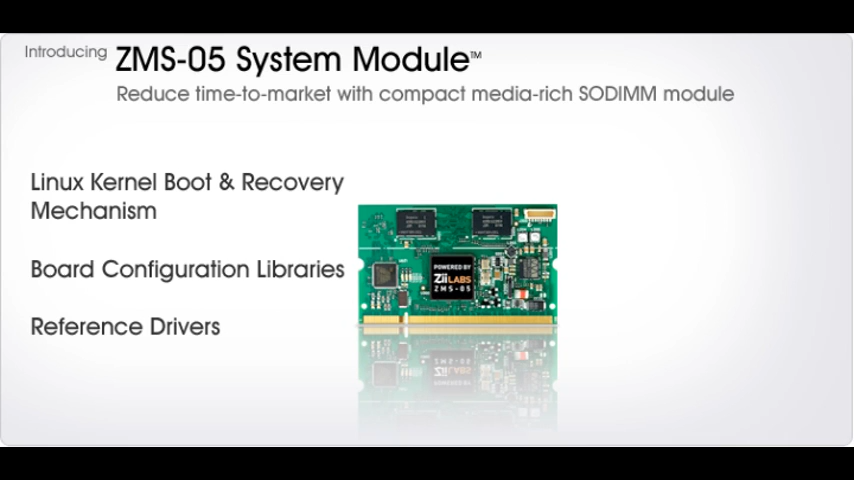 Introducing ZMS-05 System Module™
Reduce time-to-market with compact media-rich SODIMM module
Linux Kernel Boot & Recovery
Mechanism
Board Configuration Libraries
Reference Drivers
POWERED BY
ZiiLABS
ZMS-05